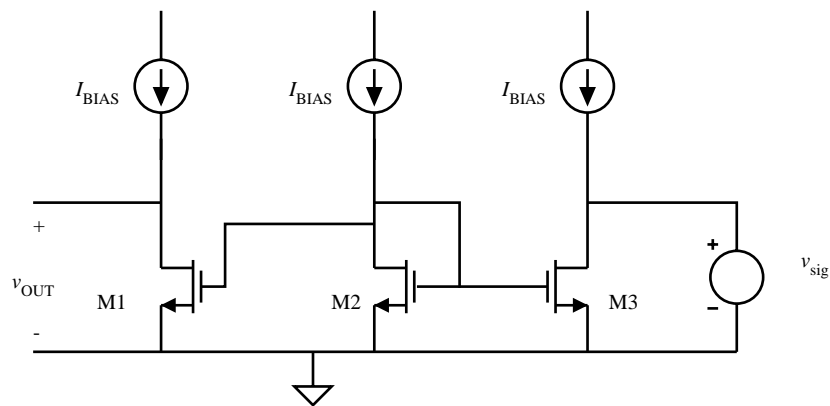 I_BIAS I_BIAS I_BIAS
+
v_OUT
-
M1 M2 M3
+
-
v_sig